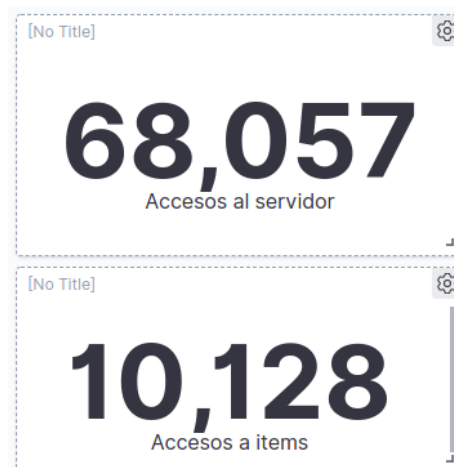 [No Title]
68,057
Accesos al servidor
[No Title]
10,128
Accesos a items